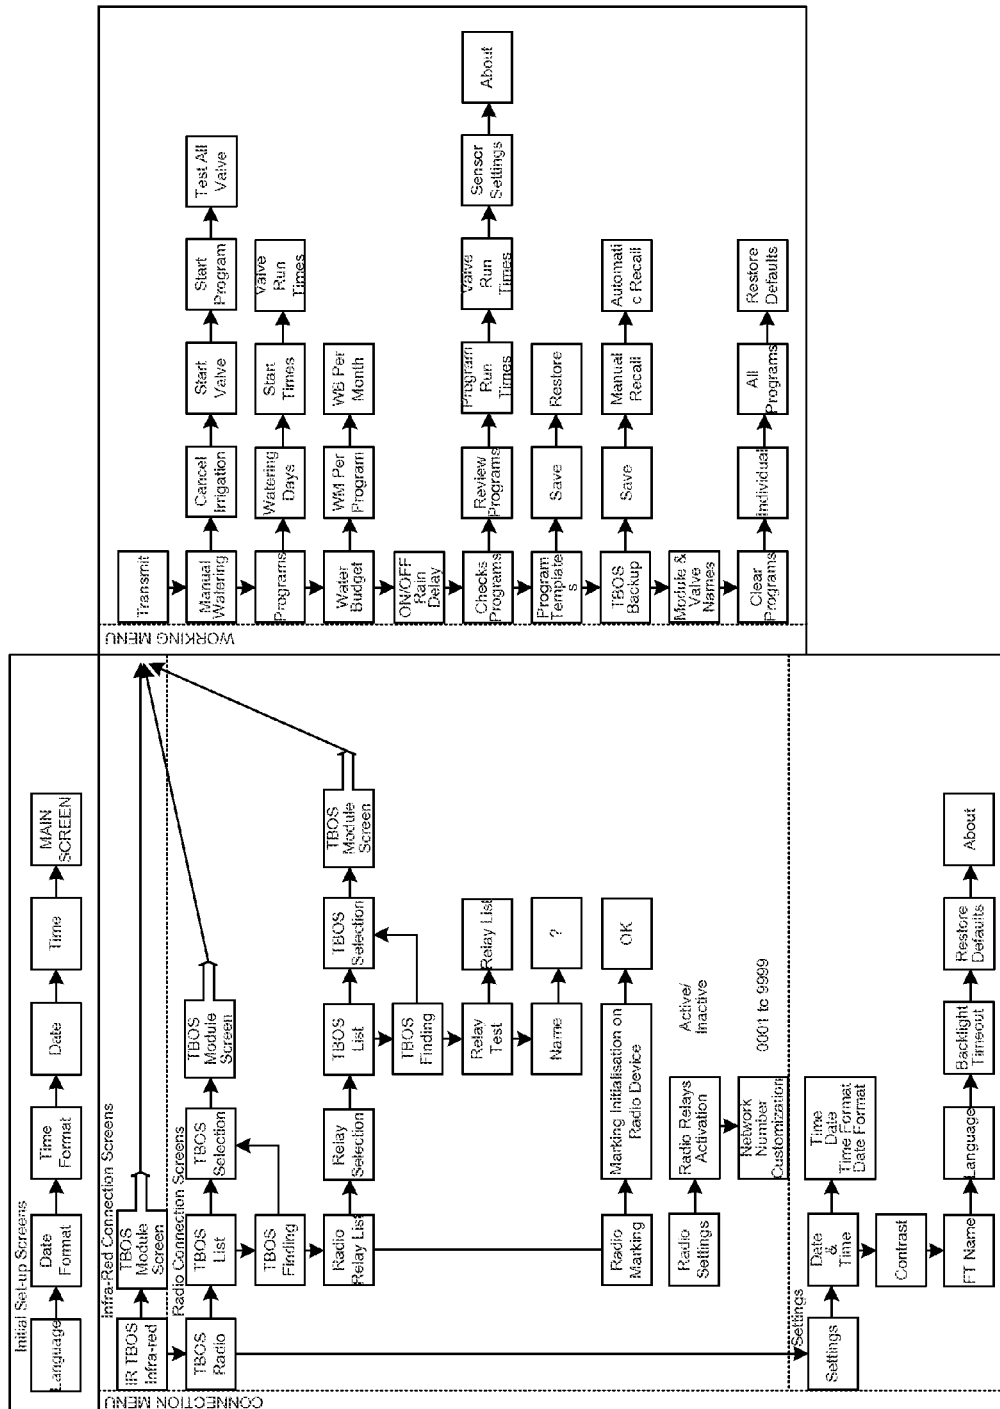 Initial Set-up Screens
Language
Date
Format
Time
Format
Date
Time
MAIN
SCREEN
CONNECTION MENU
Infra-Red Connection Screens
IR TBOS
Infra-red
TBOS
Module
Screen
Radio Connection Screens
TBOS
Radio
TBOS
List
TBOS
Selection
TBOS
Module
Screen
TBOS
Finding
Radio
Relay List
Relay
Selection
TBOS
List
TBOS
Selection
TBOS
Module
Screen
TBOS
Finding
Relay
Test
Relay List
Name
?
Radio
Marking
Marking Initialisation on
Radio Device
OK
Radio
Settings
Radio Relays
Activation
Active/
Inactive
Network
Number
Customization
0001 to 9999
Settings
Settings
Date
&
Time
Time
Date
Time Format
Date Format
Contrast
FT Name
Language
Backlight
Timeout
Restore
Defaults
About
WORKING MENU
Transmit
Manual
Watering
Cancel
Irrigation
Start
Valve
Start
Program
Test All
Valve
Programs
Watering
Days
Start
Times
Valve
Run
Times
Water
Budget
WM Per
Program
WB Per
Month
ON/OFF
Rain
Delay
Checks
Programs
Review
Programs
Program
Run
Times
Valve
Run
Times
Sensor
Settings
About
Program
Template
s
Save
Restore
TBOS
Backup
Save
Manual
Recall
Automati
c Recall
Module &
Valve
Names
Clear
Programs
Individual
All
Programs
Restore
Defaults